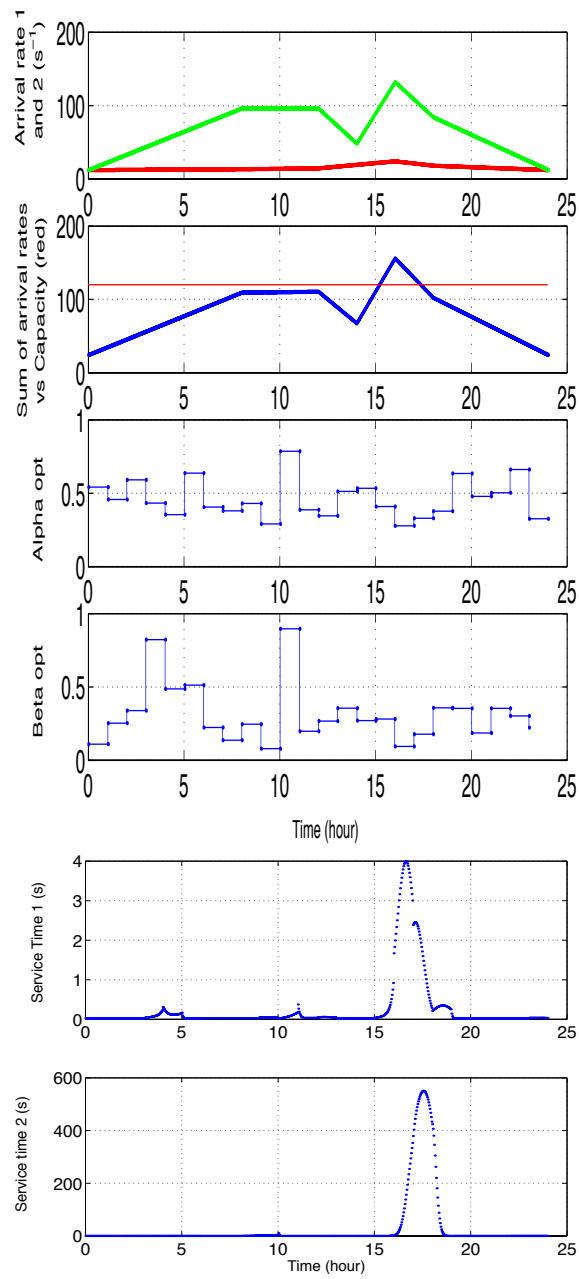 Arrival rate 1
and 2 (s⁻¹)
200
100
0
0 5 10 15 20 25
Sum of arrival rates
vs Capacity (red)
200
100
0
0 5 10 15 20 25
Alpha opt
1
0.5
0
0 5 10 15 20 25
Beta opt
1
0.5
0
0 5 10 15 20 25
Time (hour)
Service Time 1 (s)
4
3
2
1
0
0 5 10 15 20 25
Service time 2 (s)
600
400
200
0
0 5 10 15 20 25
Time (hour)